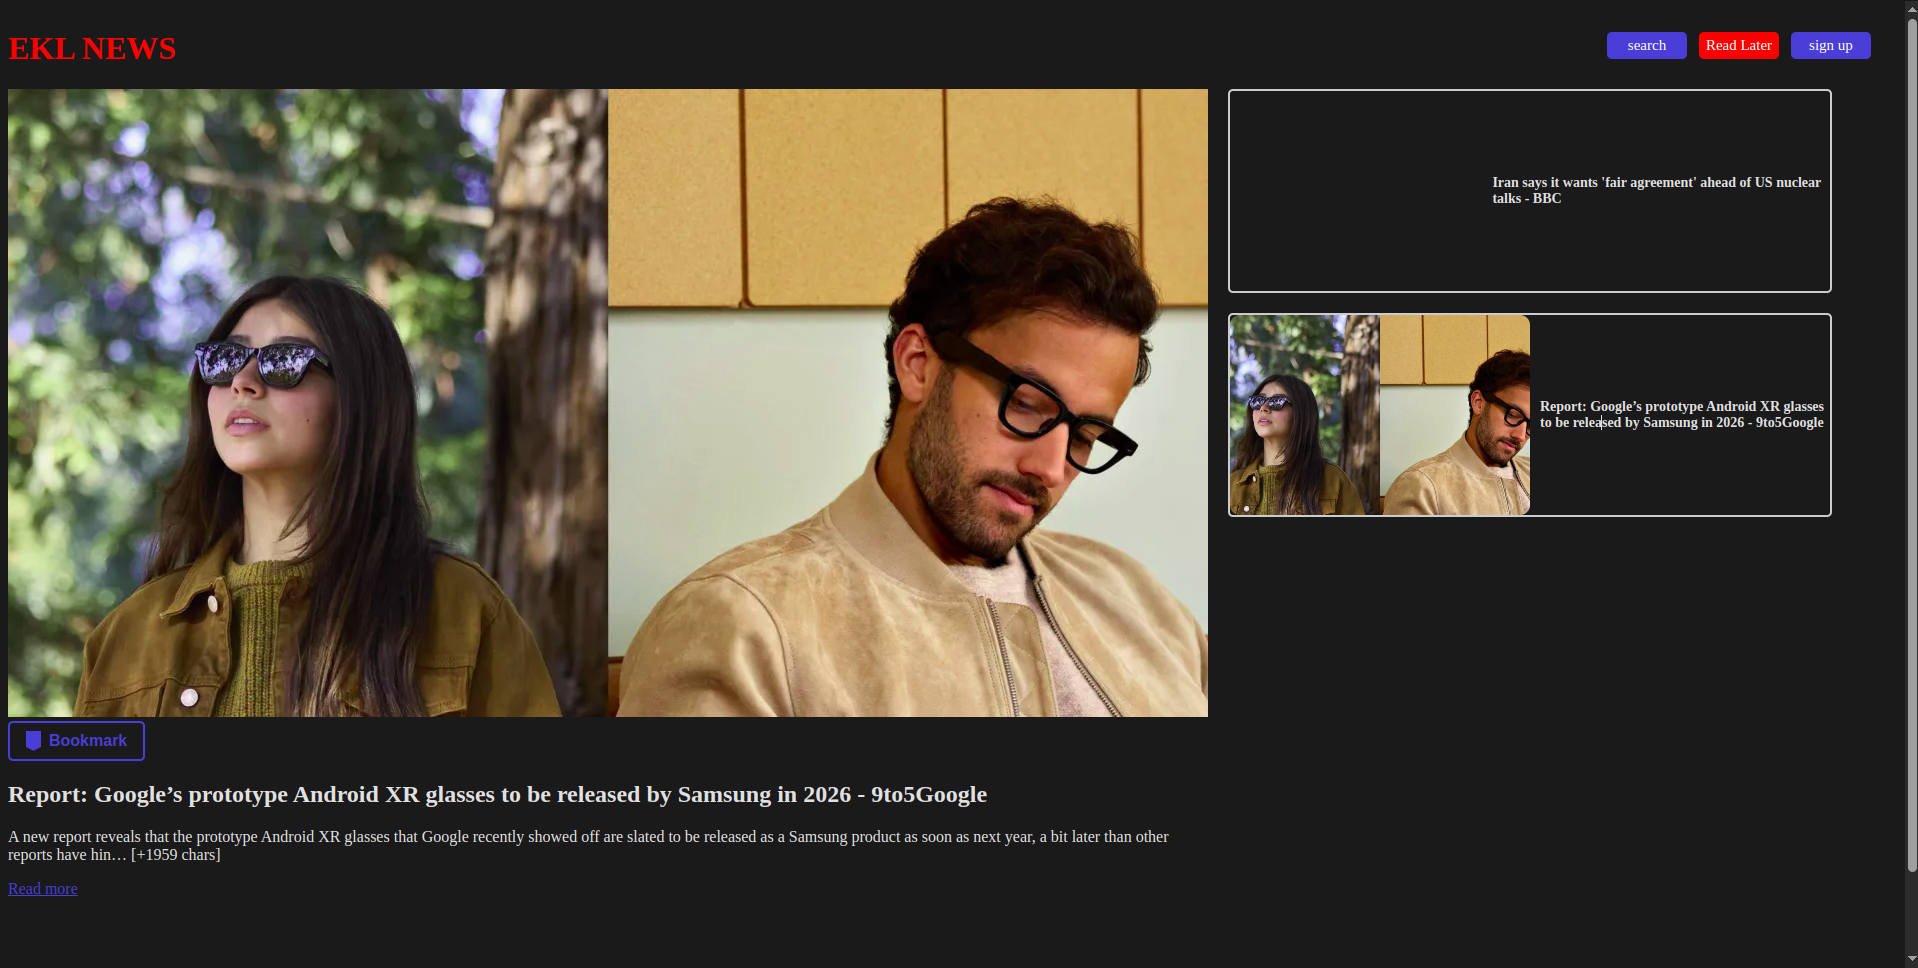 EKL NEWS
search
Read Later
sign up
Iran says it wants 'fair agreement' ahead of US nuclear
talks - BBC
Report: Google’s prototype Android XR glasses
to be released by Samsung in 2026 - 9to5Google
Bookmark
Report: Google’s prototype Android XR glasses to be released by Samsung in 2026 - 9to5Google
A new report reveals that the prototype Android XR glasses that Google recently showed off are slated to be released as a Samsung product as soon as next year, a bit later than other
reports have hin… [+1959 chars]
Read more